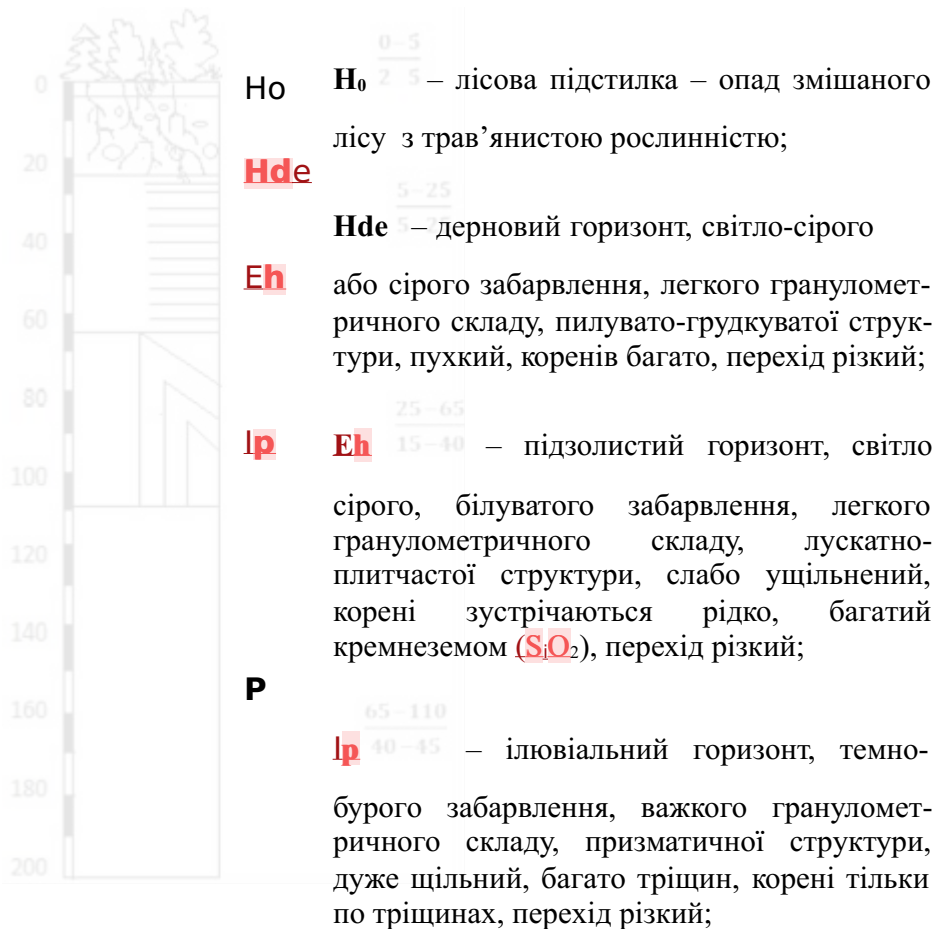 0
20
40
60
80
100
120
140
160
180
200
Но
Hde
Eh
Ip
P
0–5
2 5
H₀ – лісова підстилка – опад змішаного
лісу з трав’янистою рослинністю;
5–25
Hde – дерновий горизонт, світло-сірого
або сірого забарвлення, легкого грануломет-
ричного складу, пилувато-грудкуватої струк-
тури, пухкий, коренів багато, перехід різкий;
25–65
15–40
Eh – підзолистий горизонт, світло
сірого, білуватого забарвлення, легкого
гранулометричного складу, лускатно-
плитчастої структури, слабо ущільнений,
корені зустрічаються рідко, багатий
кремнеземом (SiO₂), перехід різкий;
65–110
40–45
Ip – ілювіальний горизонт, темно-
бурого забарвлення, важкого грануломет-
ричного складу, призматичної структури,
дуже щільний, багато тріщин, корені тільки
по тріщинах, перехід різкий;